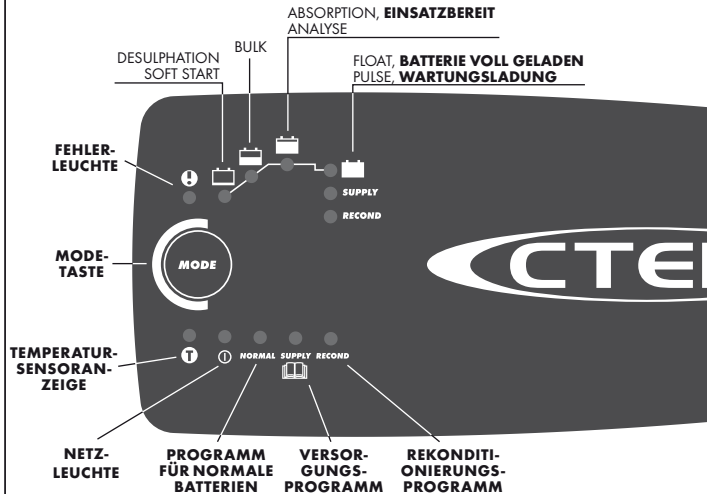 ABSORPTION, EINSATZBEREIT
ANALYSE
BULK
DESULPHATION
SOFT START
FLOAT, BATTERIE VOLL GELADEN
PULSE, WARTUNGSLADUNG
FEHLER-
LEUCHTE
SUPPLY
RECOND
MODE-
TASTE
MODE
CTE
TEMPERATUR-
SENSORAN-
ZEIGE
T
NORMAL SUPPLY RECOND
NETZ-
LEUCHTE
PROGRAMM
FÜR NORMALE
BATTERIEN
VERSOR-
GUNGS-
PROGRAMM
REKONDITI-
ONIERUNGS-
PROGRAMM